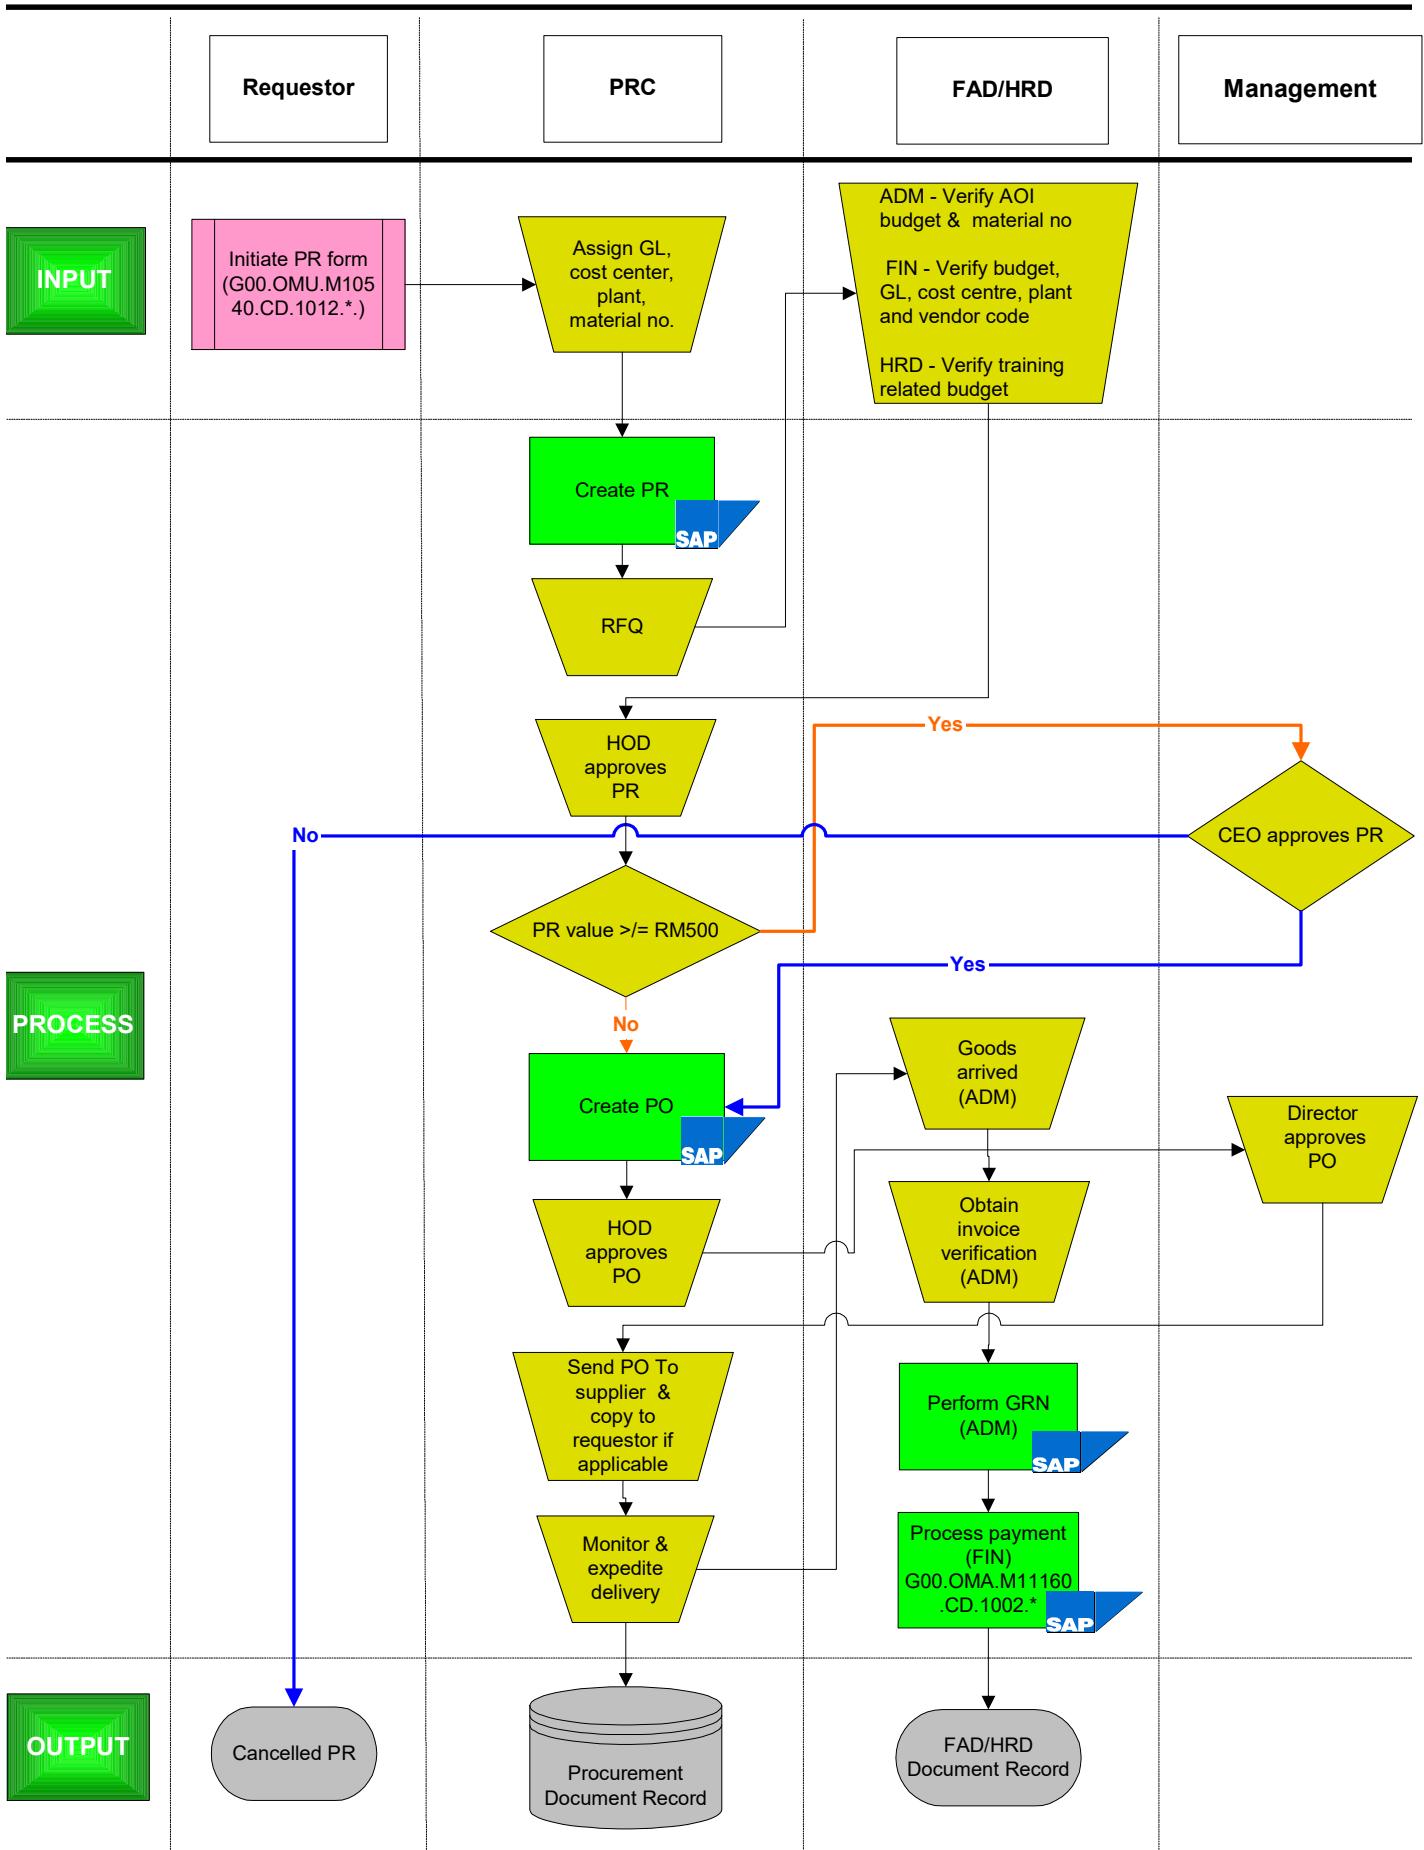 Requestor
PRC
FAD/HRD
Management
INPUT
Initiate PR form
(G00.OMU.M105
40.CD.1012.*.)
Assign GL,
cost center,
plant,
material no.
ADM - Verify AOI
budget & material no
FIN - Verify budget,
GL, cost centre, plant
and vendor code
HRD - Verify training
related budget
Create PR
SAP
RFQ
HOD
approves
PR
Yes
No
CEO approves PR
PR value >/= RM500
Yes
No
PROCESS
Create PO
SAP
Goods
arrived
(ADM)
Director
approves
PO
HOD
approves
PO
Obtain
invoice
verification
(ADM)
Send PO To
supplier &
copy to
requestor if
applicable
Perform GRN
(ADM)
SAP
Monitor &
expedite
delivery
Process payment
(FIN)
G00.OMA.M11160
.CD.1002.*
SAP
OUTPUT
Cancelled PR
Procurement
Document Record
FAD/HRD
Document Record